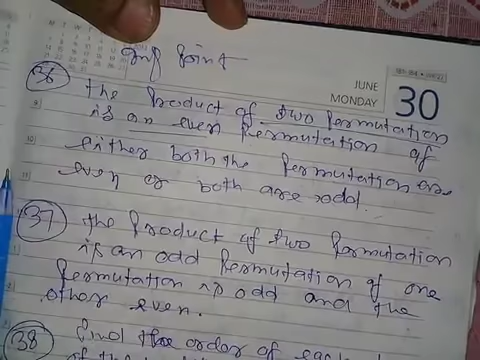 Imp Point
JUNE
MONDAY
30
36 The product of two permutation
is an even permutation of
either both the permutation are
even or both are odd.
37 the product of two permutation
is an odd permutation of one
permutation is odd and the
other even.
38 find the order of each
of the